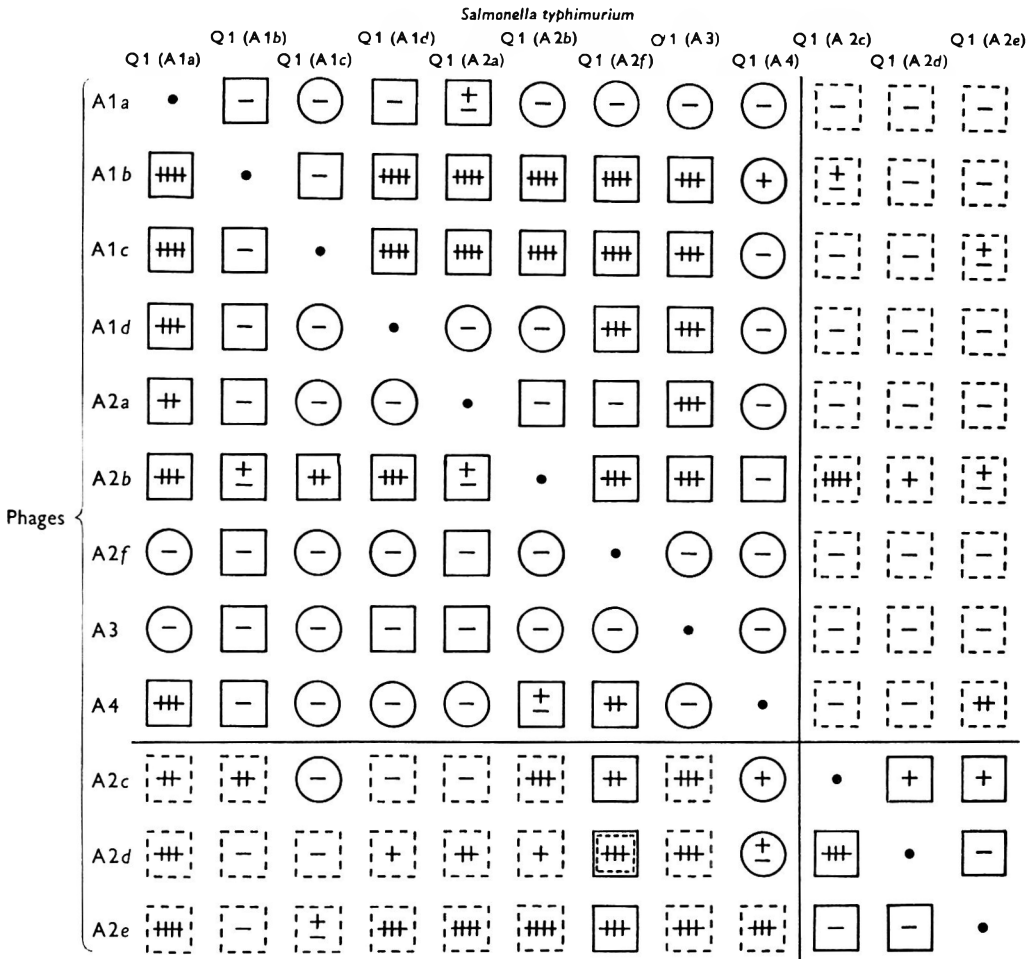 Salmonella typhimurium
Q1 (A1b) Q1 (A1d) Q1 (A2b) Q1 (A3) Q1 (A2c) Q1 (A2e)
Q1 (A1a) Q1 (A1c) Q1 (A2a) Q1 (A2f) Q1 (A4) Q1 (A2d)
A1a • − − − ± − − − − − − −
A1b ++++ • − ++++ ++++ ++++ ++++ +++ + ± − −
A1c ++++ − • ++++ ++++ ++++ ++++ +++ − − − ±
A1d +++ − − • − − +++ +++ − − − −
A2a ++ − − − • − − +++ − − − −
A2b +++ ± ++ +++ ± • +++ +++ − ++++ + ±
Phages
A2f − − − − − − • − − − − −
A3 − − − − − − − • − − − −
A4 +++ − − − − ± ++ − • − − ++
A2c ++ ++ − − − +++ ++ +++ + • + +
A2d +++ − − + ++ + +++ +++ ± +++ • −
A2e ++++ − ± +++ ++++ ++++ +++ +++ +++ − − •